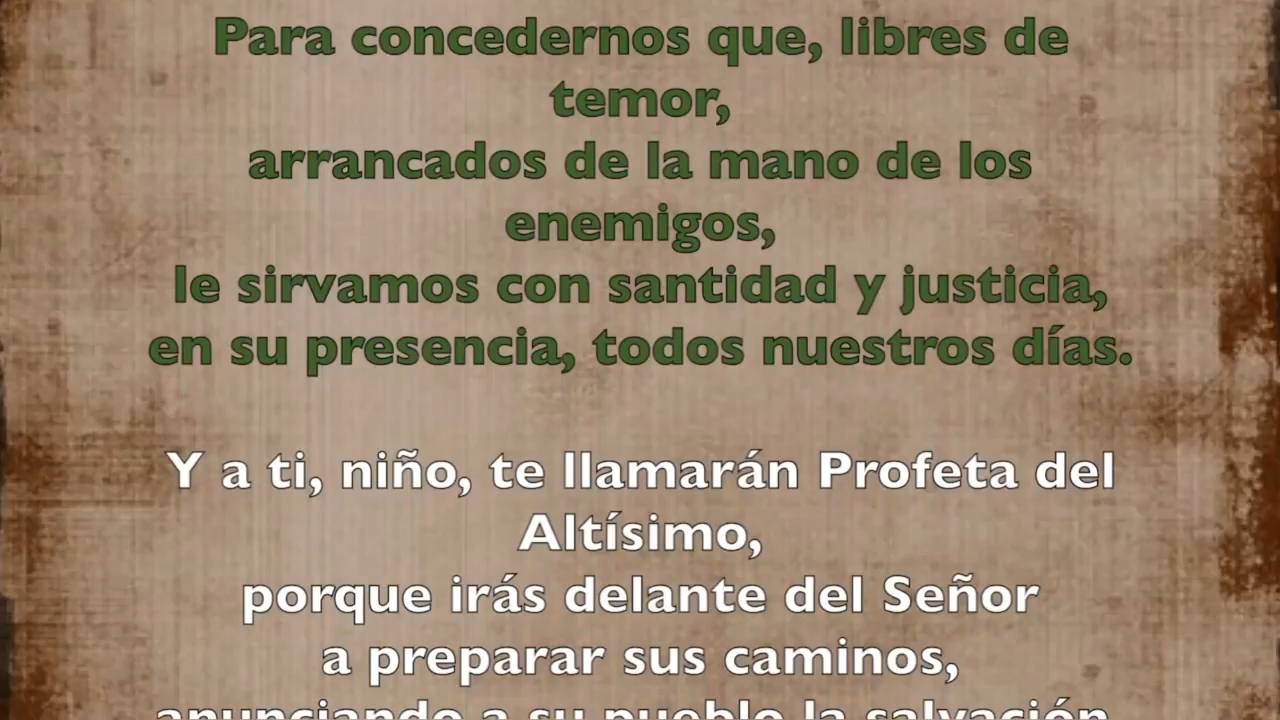 Para concedernos que, libres de
temor,
arrancados de la mano de los
enemigos,
le sirvamos con santidad y justicia,
en su presencia, todos nuestros días.
Y a ti, niño, te llamarán Profeta del
Altísimo,
porque irás delante del Señor
a preparar sus caminos,
anunciando a su pueblo la salvación